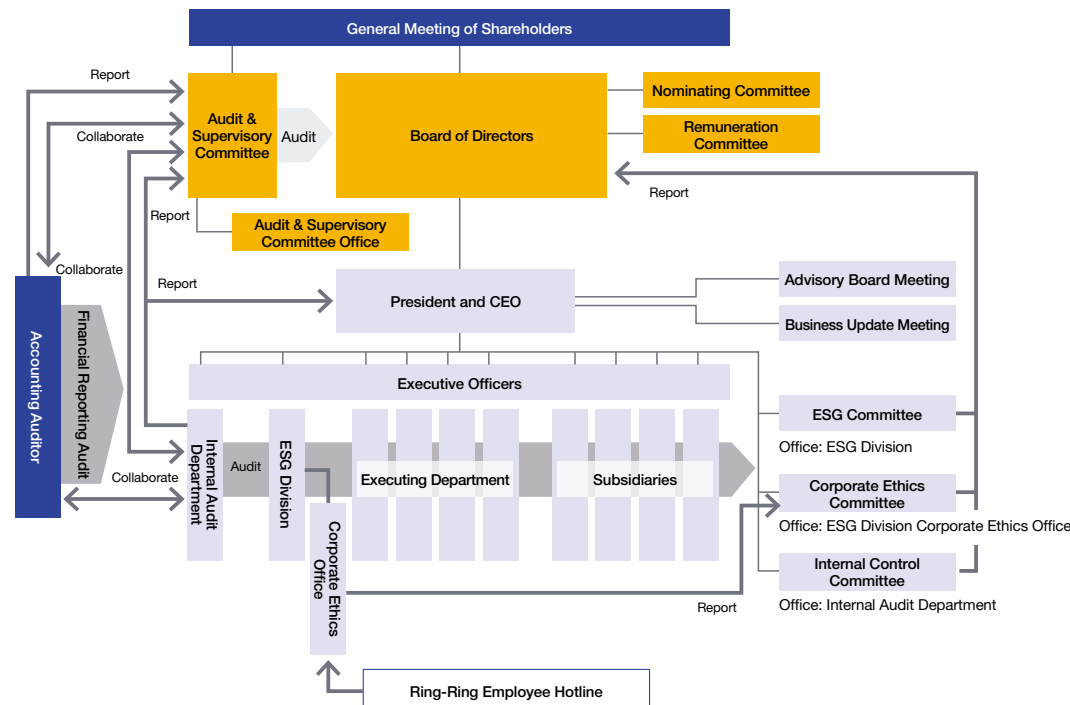 General Meeting of Shareholders
Report
Audit &
Supervisory
Committee
Audit
Board of Directors
Nominating Committee
Remuneration
Committee
Collaborate
Report
Report
Audit & Supervisory
Committee Office
Collaborate
Report
President and CEO
Advisory Board Meeting
Business Update Meeting
Accounting Auditor
Financial Reporting Audit
Executive Officers
ESG Committee
Office: ESG Division
Internal Audit
Department
Audit
ESG Division
Executing Department
Subsidiaries
Collaborate
Corporate Ethics
Committee
Office: ESG Division Corporate Ethics Office
Corporate Ethics
Office
Internal Control
Committee
Office: Internal Audit Department
Report
Ring-Ring Employee Hotline